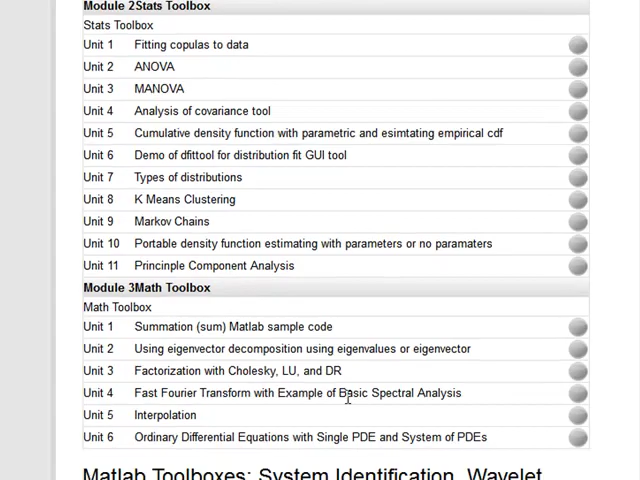 Module 2Stats Toolbox
Stats Toolbox
Unit 1 Fitting copulas to data
Unit 2 ANOVA
Unit 3 MANOVA
Unit 4 Analysis of covariance tool
Unit 5 Cumulative density function with parametric and esimtating empirical cdf
Unit 6 Demo of dfittool for distribution fit GUI tool
Unit 7 Types of distributions
Unit 8 K Means Clustering
Unit 9 Markov Chains
Unit 10 Portable density function estimating with parameters or no paramaters
Unit 11 Princinple Component Analysis
Module 3Math Toolbox
Math Toolbox
Unit 1 Summation (sum) Matlab sample code
Unit 2 Using eigenvector decomposition using eigenvalues or eigenvector
Unit 3 Factorization with Cholesky, LU, and DR
Unit 4 Fast Fourier Transform with Example of Basic Spectral Analysis
Unit 5 Interpolation
Unit 6 Ordinary Differential Equations with Single PDE and System of PDEs
Matlab Toolboxes: System Identification, Wavelet